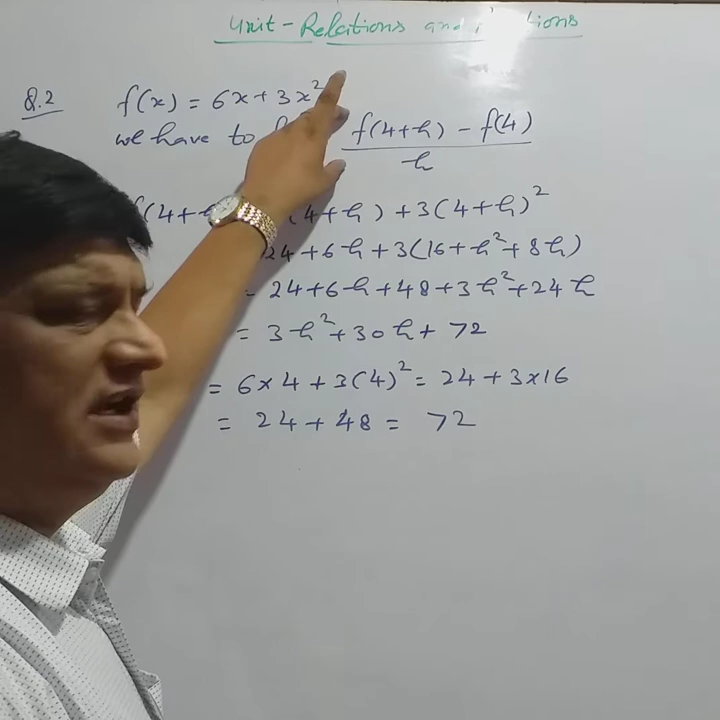 Unit - Relations and
Q.2 f(x) = 6x + 3x²
we have to f(4+h) - f(4) / h
(4+h) + 3(4+h)²
24 + 6h + 3(16 + h² + 8h)
= 24 + 6h + 48 + 3h² + 24h
= 3h² + 30h + 72
= 6×4 + 3(4)² = 24 + 3×16
= 24 + 48 = 72